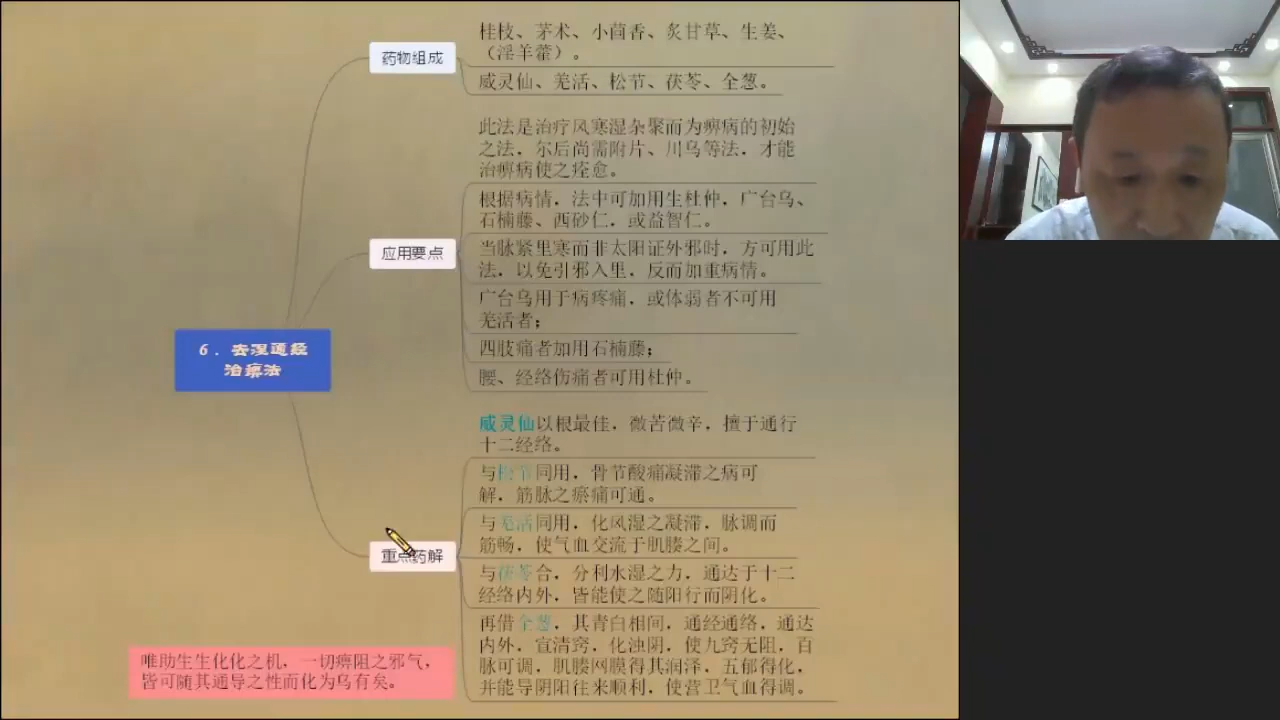 药物组成
桂枝、茅术、小茴香、炙甘草、生姜、
（淫羊藿）。
威灵仙、羌活、松节、茯苓、全葱。
应用要点
此法是治疗风寒湿杂聚而为痹病的初始
之法，尔后尚需附片、川乌等法，才能
治痹病使之痊愈。
根据病情，法中可加用生杜仲，广台乌、
石楠藤、西砂仁，或益智仁。
当脉紧里寒而非太阳证外邪时，方可用此
法，以免引邪入里，反而加重病情。
广台乌用于病疼痛，或体弱者不可用
羌活者；
四肢痛者加用石楠藤；
腰、经络伤痛者可用杜仲。
6．去湿通经
治痹法
重点药解
威灵仙以根最佳，微苦微辛，擅于通行
十二经络。
与松节同用，骨节酸痛凝滞之病可
解，筋脉之瘀痛可通。
与羌活同用，化风湿之凝滞，脉调而
筋畅，使气血交流于肌腠之间。
与茯苓合，分利水湿之力，通达于十二
经络内外，皆能使之随阳行而阴化。
再借全葱，其青白相间，通经通络，通达
内外，宣清窍，化浊阴，使九窍无阻，百
脉可调，肌腠网膜得其润泽，五郁得化，
并能导阴阳往来顺利，使营卫气血得调。
唯助生生化化之机，一切痹阻之邪气，
皆可随其通导之性而化为乌有矣。